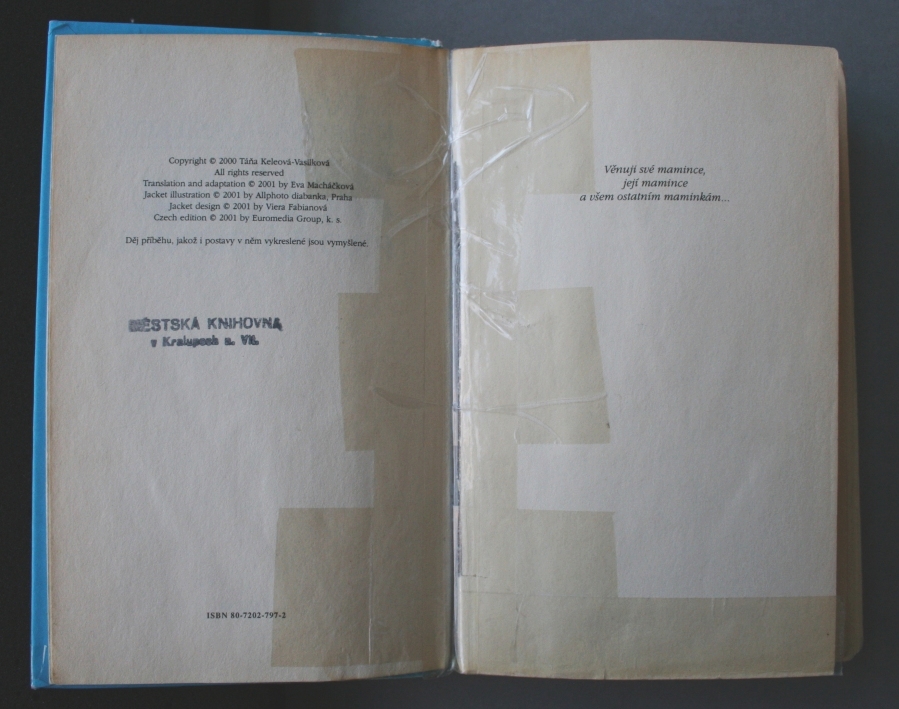 Copyright © 2000 Táňa Keleová-Vasilková
All rights reserved
Translation and adaptation © 2001 by Eva Macháčková
Jacket illustration © 2001 by Allphoto diabanka, Praha
Jacket design © 2001 by Viera Fabianová
Czech edition © 2001 by Euromedia Group, k. s.
Děj příběhu, jakož i postavy v něm vykreslené jsou vymyšlené.
MĚSTSKÁ KNIHOVNA
v Kralupech n. Vlt.
ISBN 80-7202-797-2
Věnuji své mamince,
její mamince
a všem ostatním maminkám...